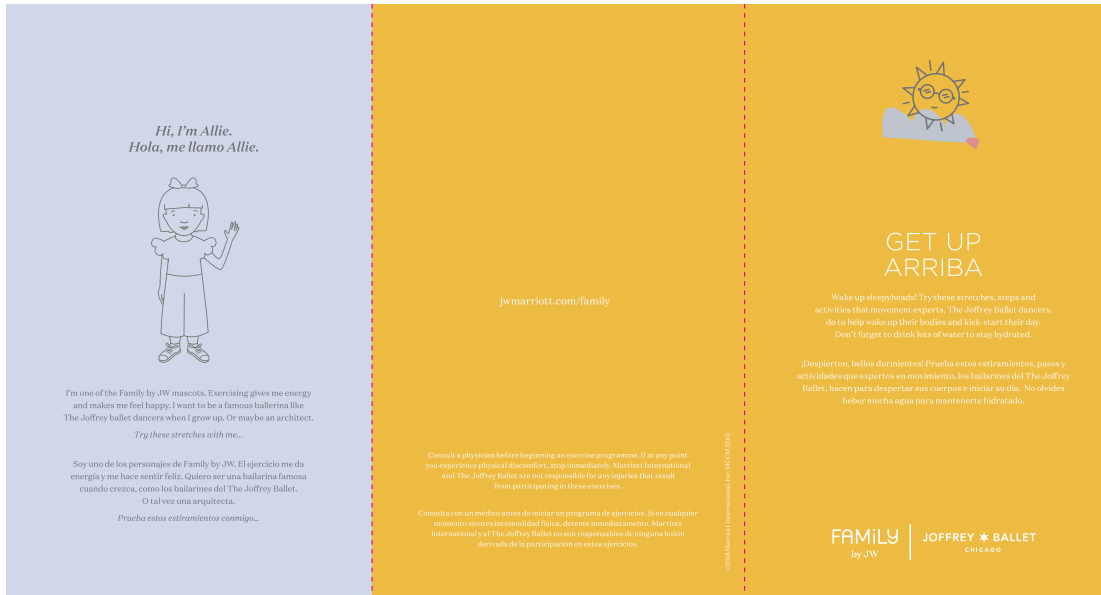 Hi, I'm Allie.
Hola, me llamo Allie.
I'm one of the Family by JW mascots. Exercising gives me energy
and makes me feel happy. I want to be a famous ballerina like
The Joffrey ballet dancers when I grow up. Or maybe an architect.
Try these stretches with me...
Soy uno de los personajes de Family by JW. El ejercicio me da
energía y me hace sentir feliz. Quiero ser una bailarina famosa
cuando crezca, como los bailarines del The Joffrey Ballet.
O tal vez una arquitecta.
Prueba estos estiramientos conmigo...
jwmarriott.com/family
Consult a physician before beginning an exercise programme. If at any point
you experience physical discomfort, stop immediately. Marriott International
and The Joffrey Ballet are not responsible for any injuries that result
from participating in these exercises.
Consulta con un médico antes de iniciar un programa de ejercicios. Si en cualquier
momento sientes incomodidad física, detente inmediatamente. Marriott
International y el The Joffrey Ballet no son responsables de ninguna lesión
derivada de la participación en estos ejercicios.
Marriott International, Inc.
GET UP
ARRIBA
Wake up sleepyheads! Try these stretches, steps and
activities that movement experts, The Joffrey Ballet dancers,
do to help wake up their bodies and kick-start their day.
Don't forget to drink lots of water to stay hydrated.
¡Despierten, bellos durmientes! Prueba estos estiramientos, pasos y
actividades que expertos en movimiento, los bailarines del The Joffrey
Ballet, hacen para despertar sus cuerpos e iniciar su día. No olvides
beber mucha agua para mantenerte hidratado.
FAMiLY
by JW
JOFFREY BALLET
CHICAGO